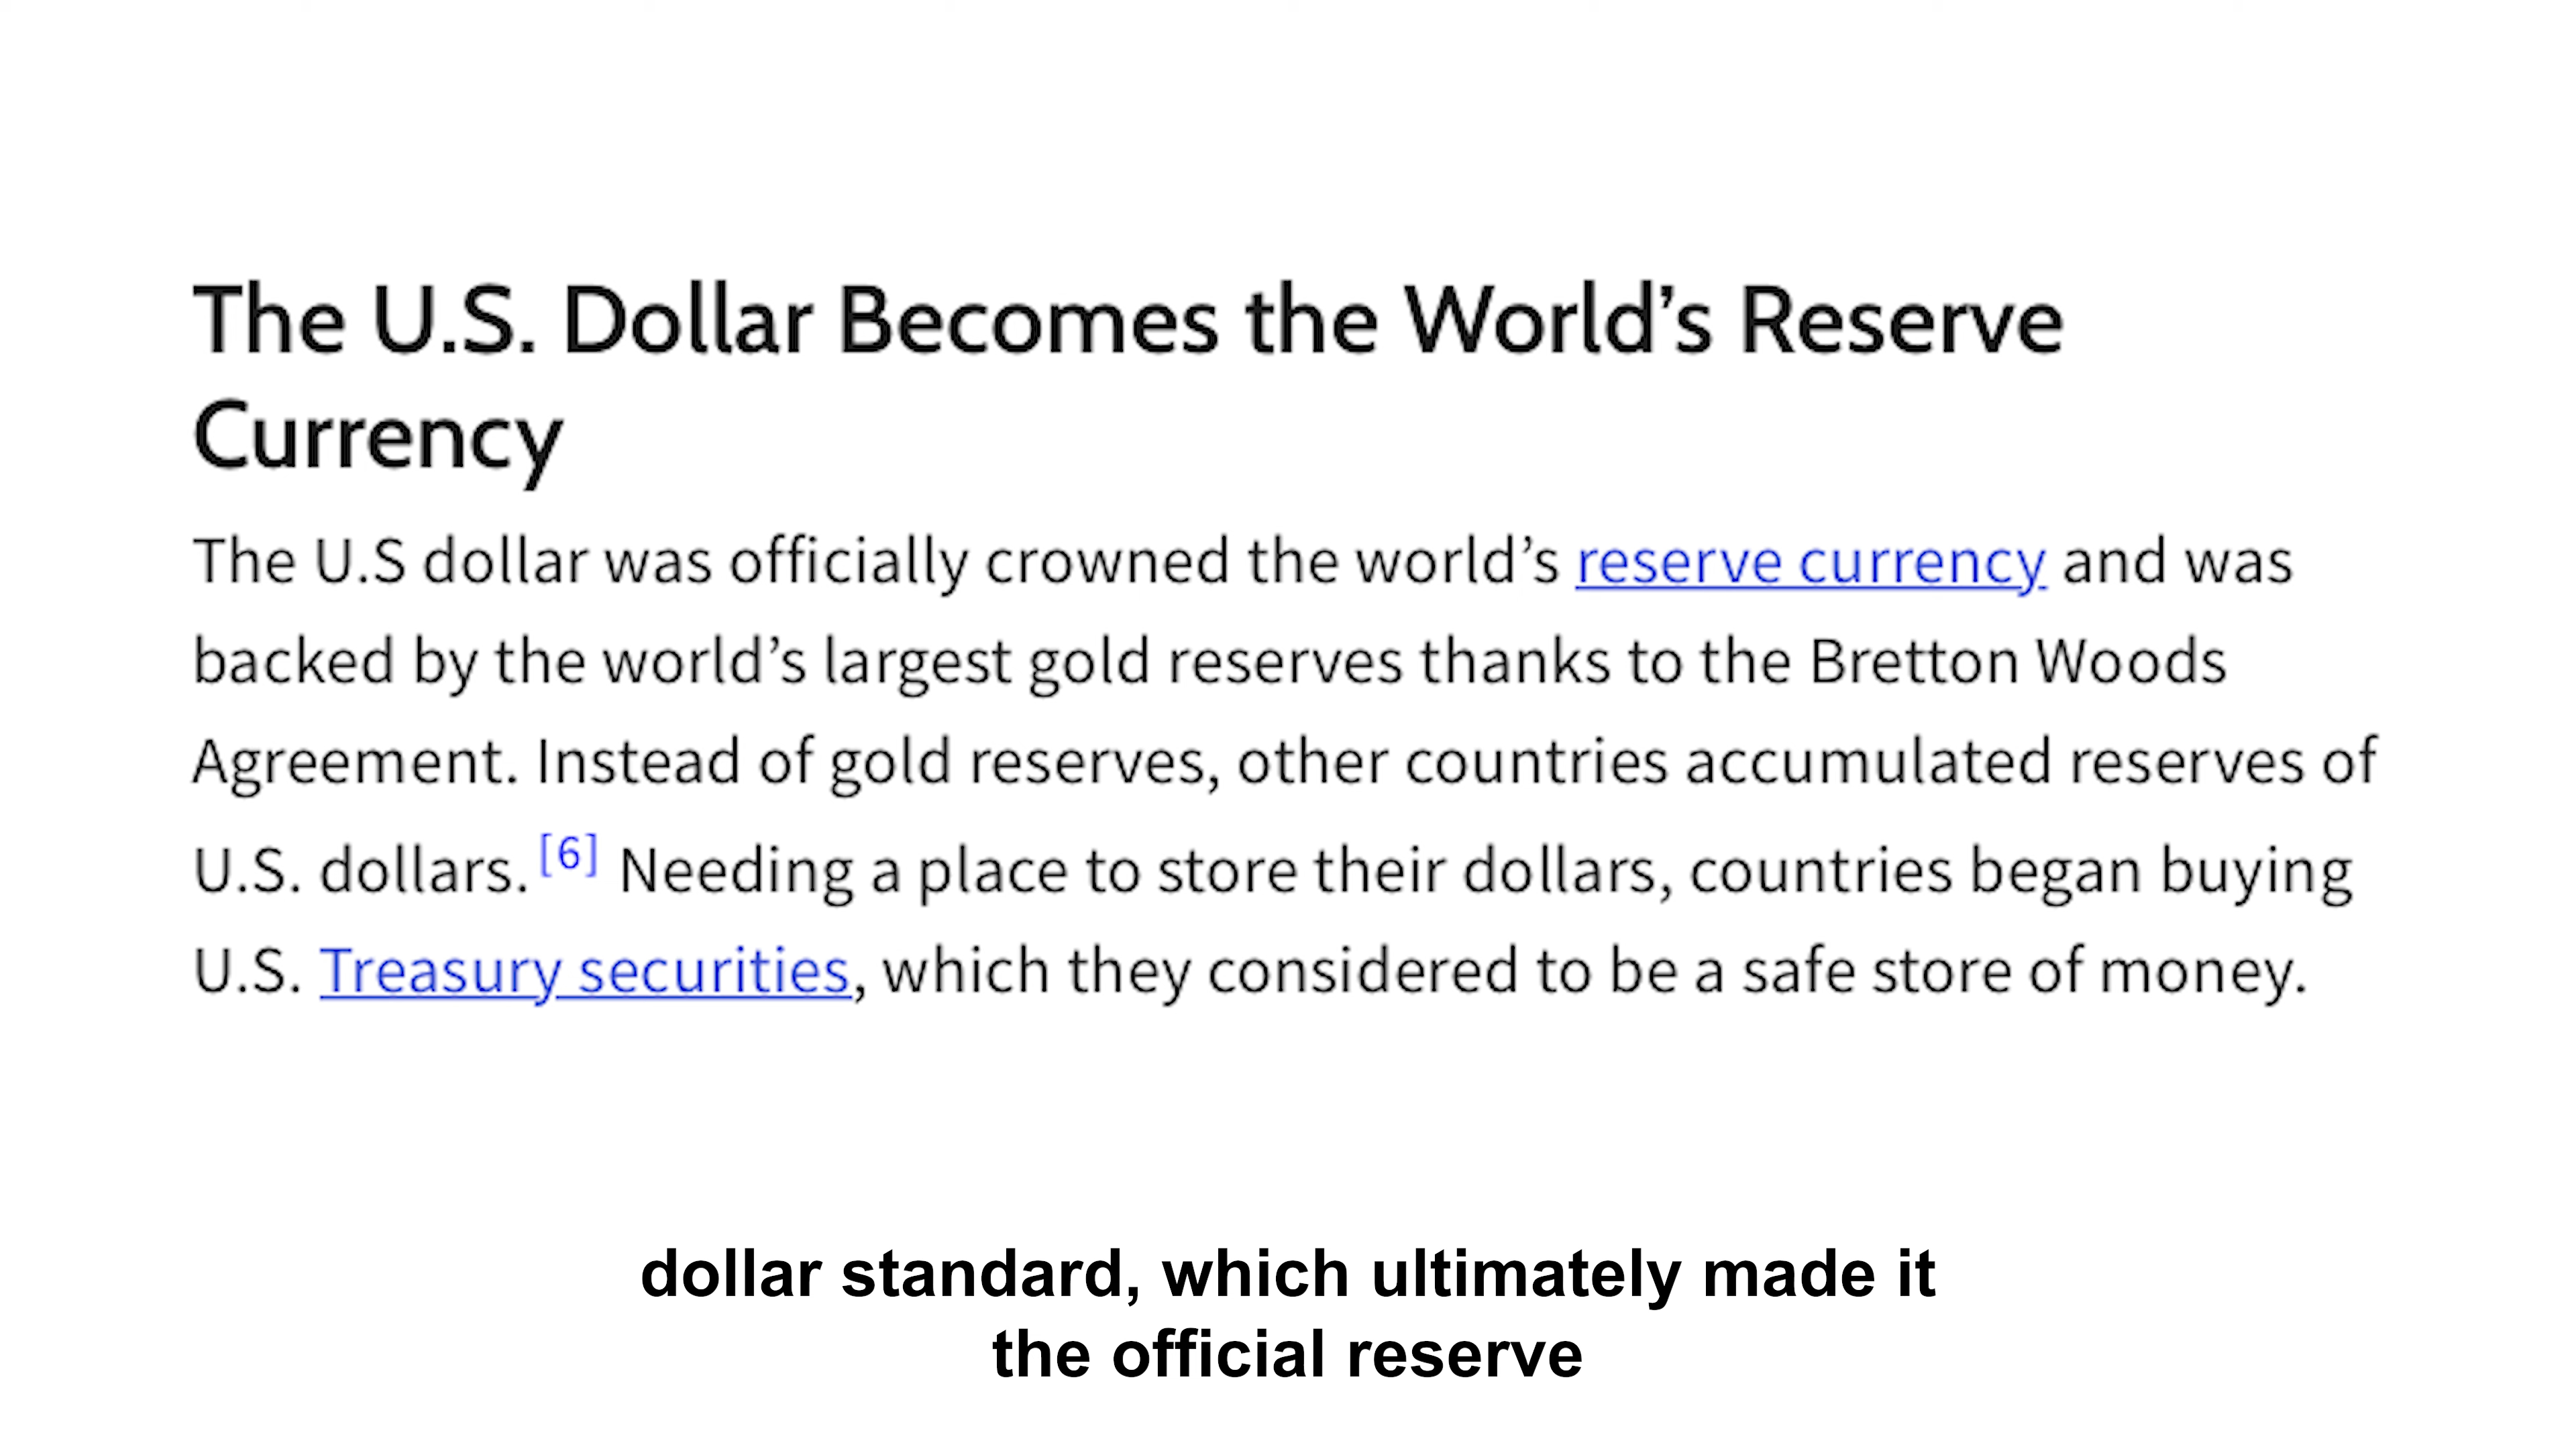 The U.S. Dollar Becomes the World’s Reserve
Currency
The U.S dollar was officially crowned the world’s reserve currency and was
backed by the world’s largest gold reserves thanks to the Bretton Woods
Agreement. Instead of gold reserves, other countries accumulated reserves of
U.S. dollars.[6] Needing a place to store their dollars, countries began buying
U.S. Treasury securities, which they considered to be a safe store of money.
dollar standard, which ultimately made it
the official reserve